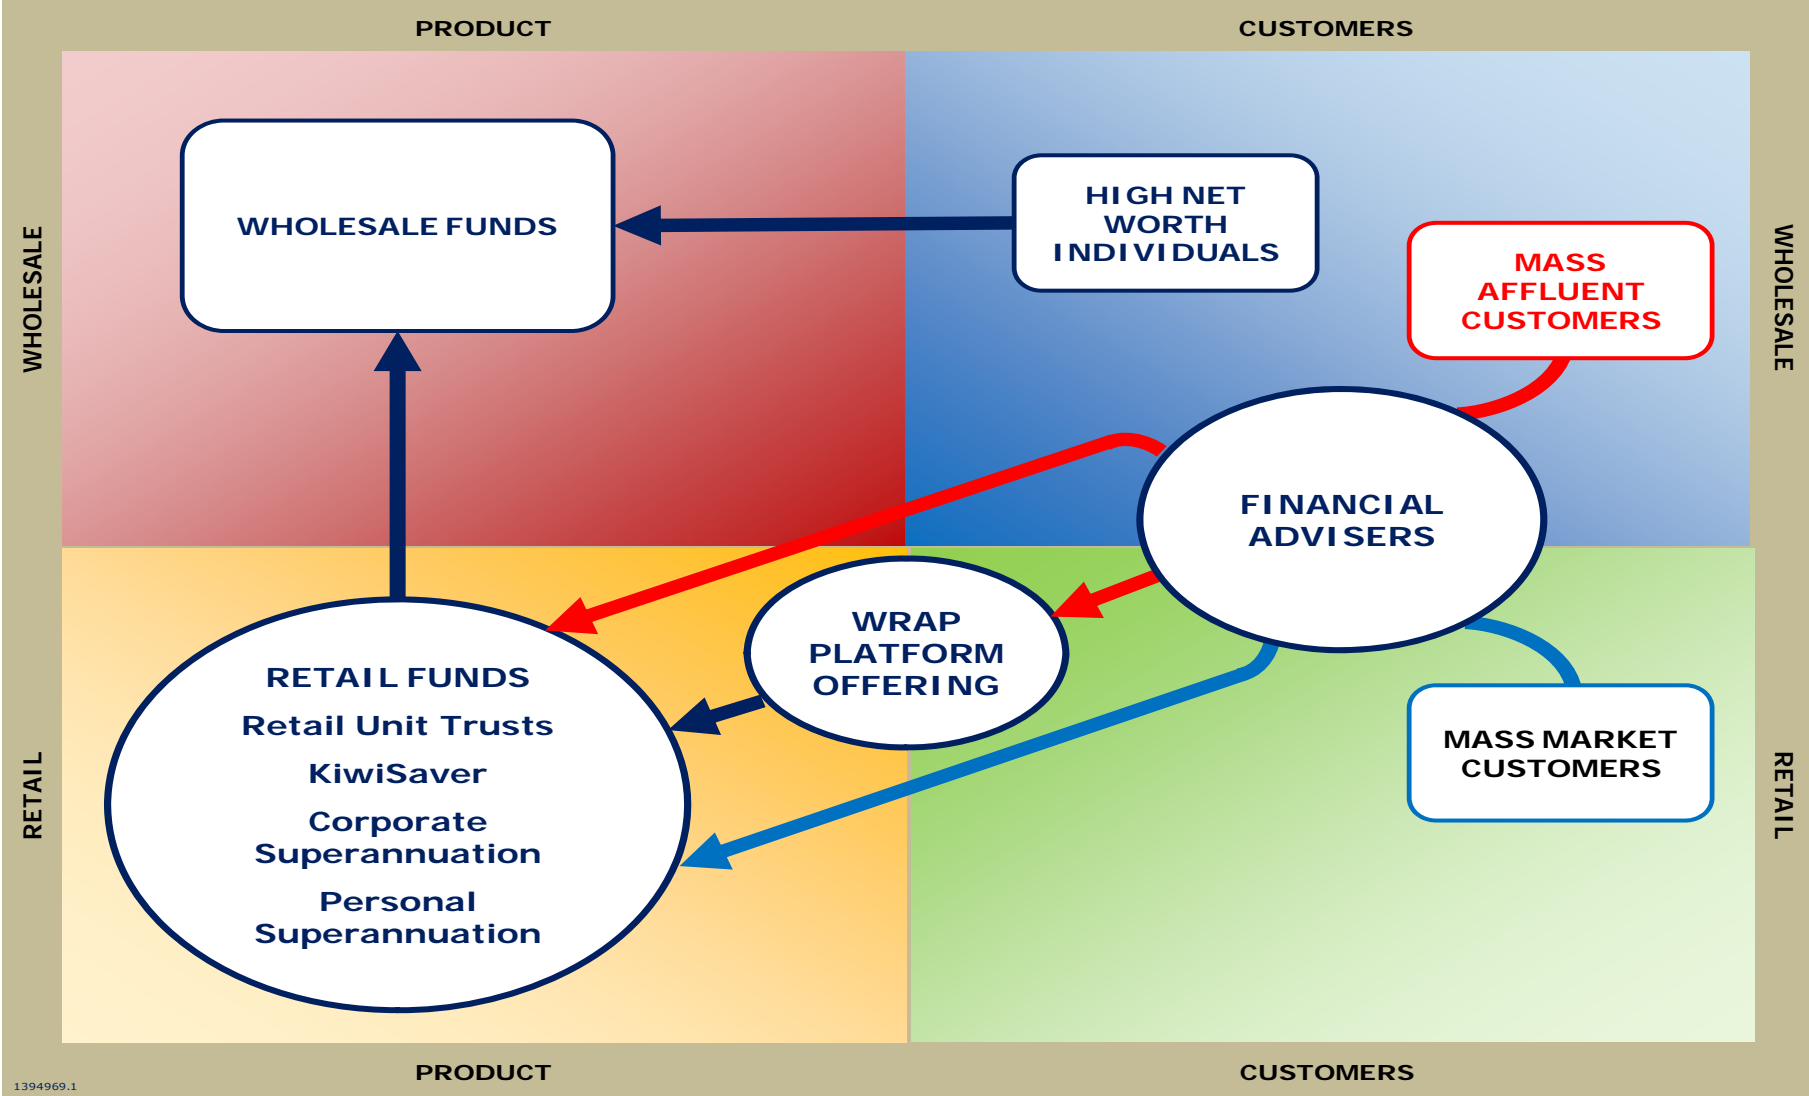 PRODUCT
CUSTOMERS
WHOLESALE
WHOLESALE FUNDS
HIGH NET
WORTH
INDIVIDUALS
MASS
AFFLUENT
CUSTOMERS
WHOLESALE
FINANCIAL
ADVISERS
WRAP
PLATFORM
OFFERING
RETAIL
RETAIL FUNDS
Retail Unit Trusts
KiwiSaver
Corporate
Superannuation
Personal
Superannuation
MASS MARKET
CUSTOMERS
RETAIL
PRODUCT
CUSTOMERS
1394969.1